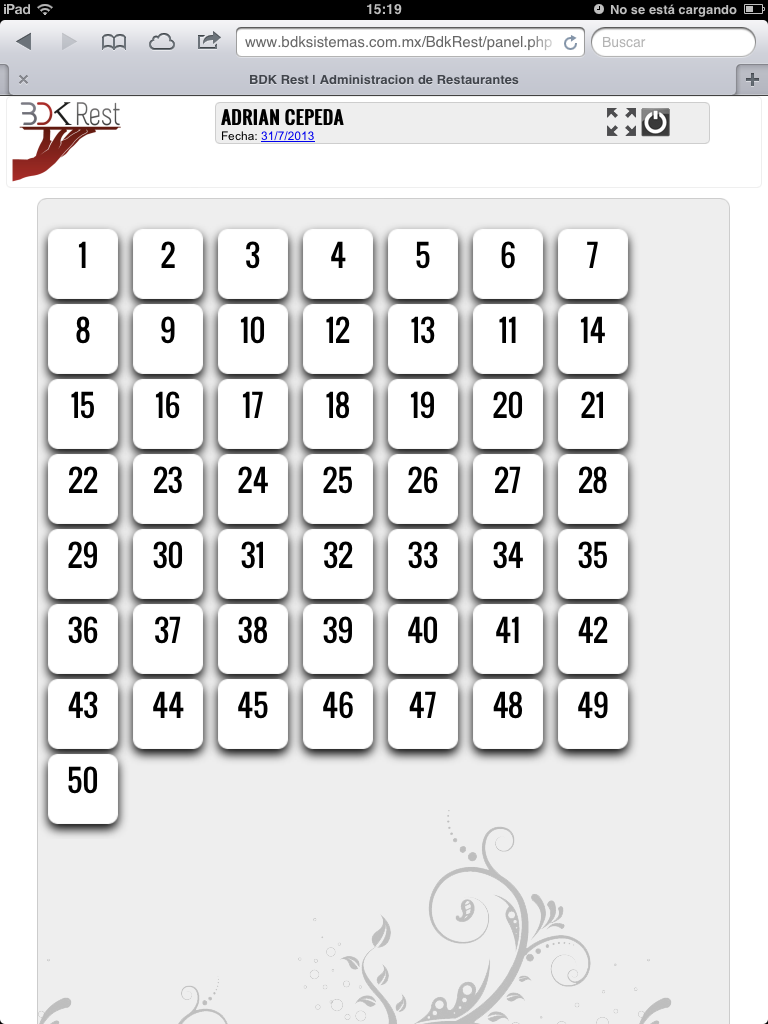 iPad 15:19 No se está cargando
www.bdksistemas.com.mx/BdkRest/panel.php Buscar
BDK Rest | Administracion de Restaurantes
BDK Rest
ADRIAN CEPEDA
Fecha: 31/7/2013
1 2 3 4 5 6 7
8 9 10 12 13 11 14
15 16 17 18 19 20 21
22 23 24 25 26 27 28
29 30 31 32 33 34 35
36 37 38 39 40 41 42
43 44 45 46 47 48 49
50